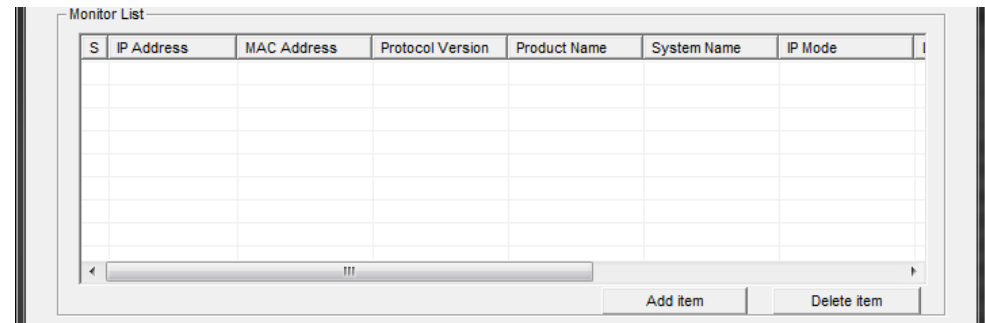 Monitor List
S IP Address MAC Address Protocol Version Product Name System Name IP Mode
Add item Delete item